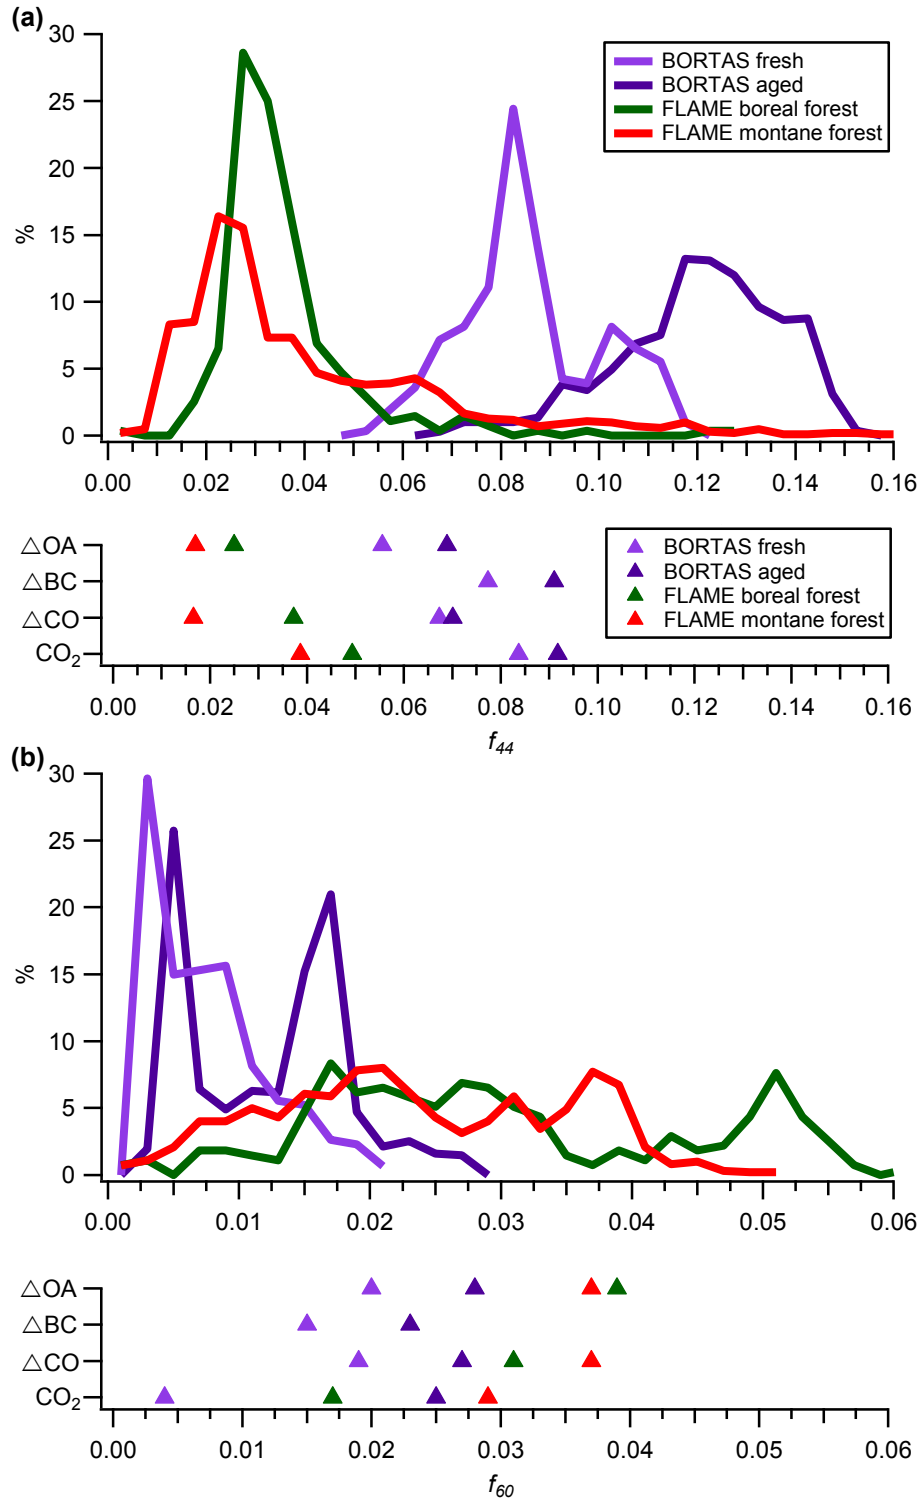 (a)
30
25
20
15
10
5
0
%
BORTAS fresh
BORTAS aged
FLAME boreal forest
FLAME montane forest
0.00 0.02 0.04 0.06 0.08 0.10 0.12 0.14 0.16
△OA
△BC
△CO
CO₂
BORTAS fresh
BORTAS aged
FLAME boreal forest
FLAME montane forest
0.00 0.02 0.04 0.06 0.08 0.10 0.12 0.14 0.16
f₄₄
(b)
30
25
20
15
10
5
0
%
0.00 0.01 0.02 0.03 0.04 0.05 0.06
△OA
△BC
△CO
CO₂
0.00 0.01 0.02 0.03 0.04 0.05 0.06
f₆₀